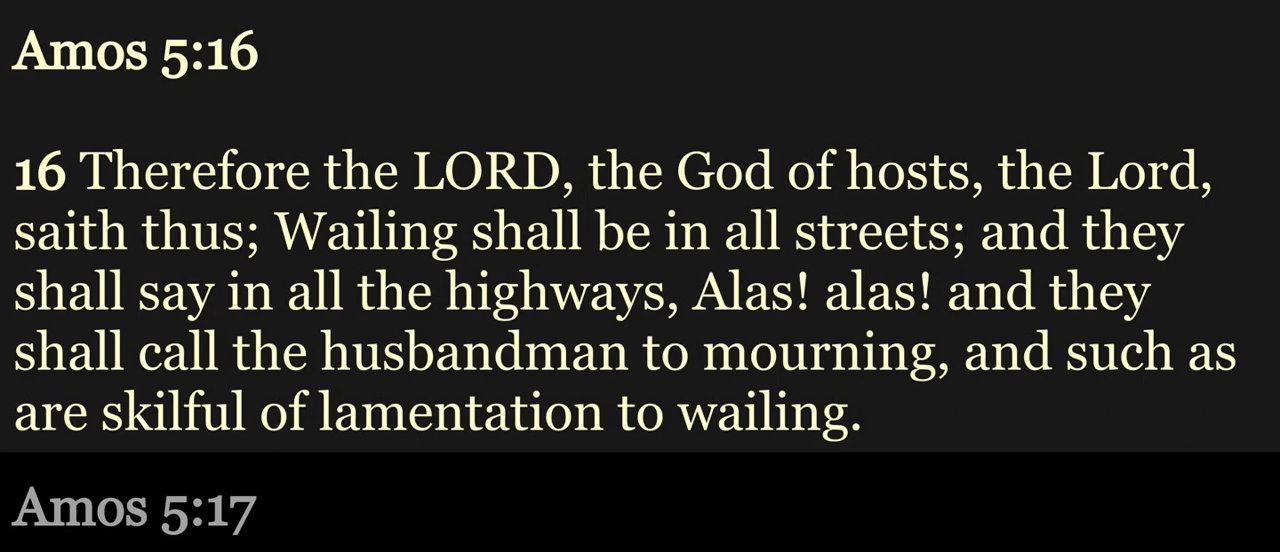 Amos 5:16
16 Therefore the LORD, the God of hosts, the Lord,
saith thus; Wailing shall be in all streets; and they
shall say in all the highways, Alas! alas! and they
shall call the husbandman to mourning, and such as
are skilful of lamentation to wailing.
Amos 5:17